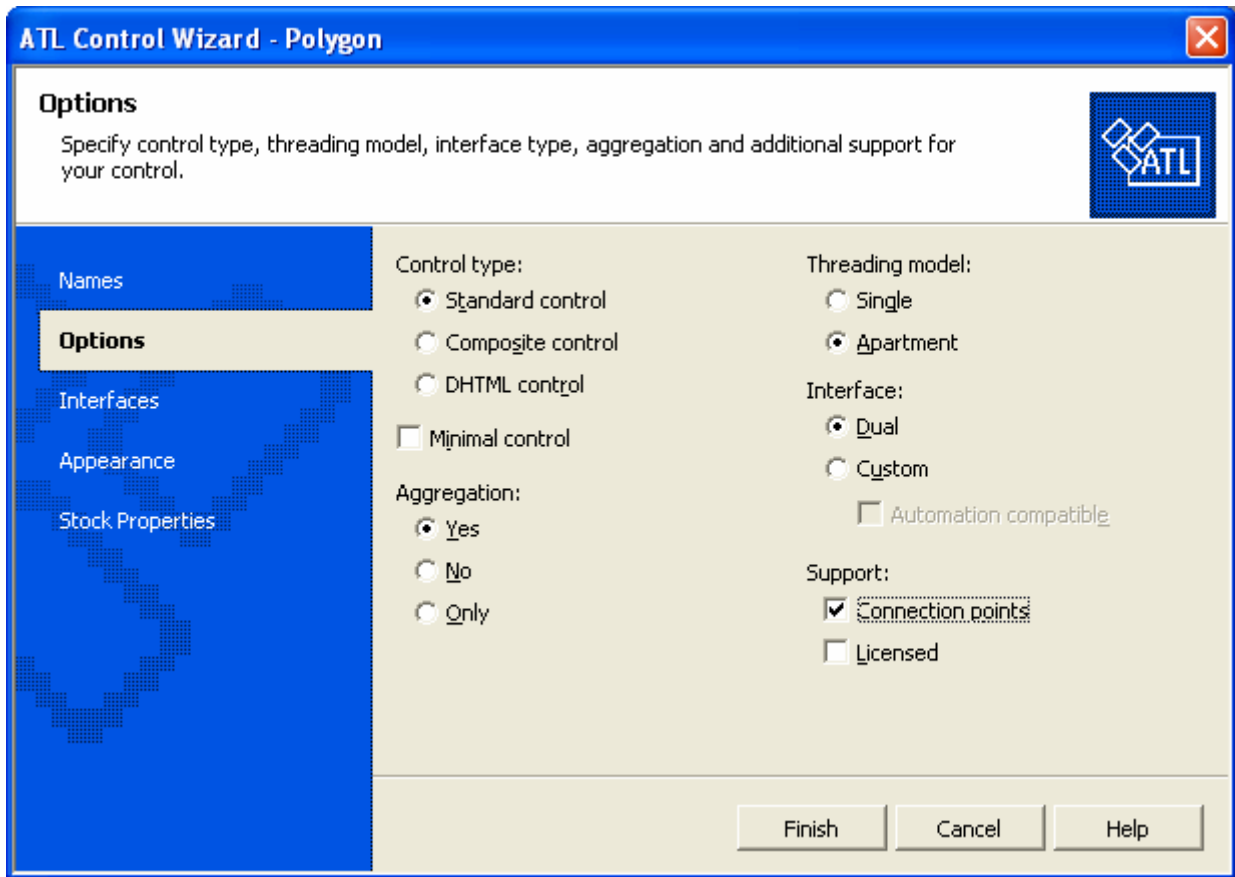 ATL Control Wizard - Polygon
Options
Specify control type, threading model, interface type, aggregation and additional support for
your control.
ATL
Names
Options
Interfaces
Appearance
Stock Properties
Control type:
Standard control
Composite control
DHTML control
Minimal control
Aggregation:
Yes
No
Only
Threading model:
Single
Apartment
Interface:
Dual
Custom
Automation compatible
Support:
Connection points
Licensed
Finish
Cancel
Help